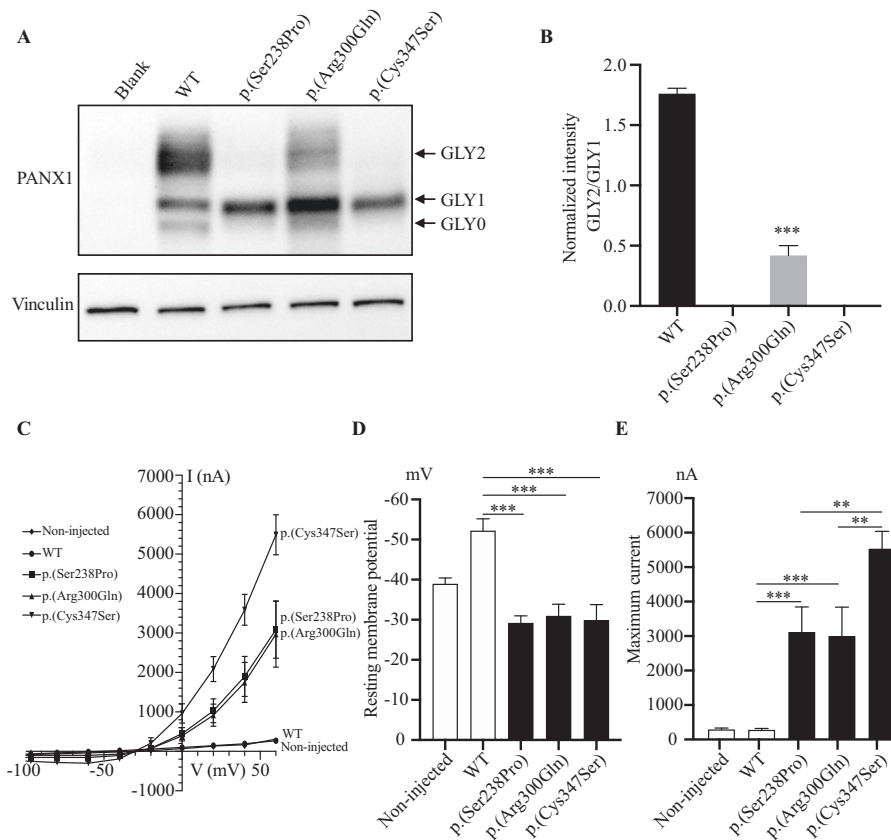 A
Blank
WT
p.(Ser238Pro)
p.(Arg300Gln)
p.(Cys347Ser)
PANX1
GLY2
GLY1
GLY0
Vinculin
B
Normalized intensity
GLY2/GLY1
2.0
1.5
1.0
0.5
0.0
***
WT
p.(Ser238Pro)
p.(Arg300Gln)
p.(Cys347Ser)
C
I (nA)
7000
6000
5000
4000
3000
2000
1000
-1000
-100
-50
V (mV)
50
Non-injected
WT
p.(Ser238Pro)
p.(Arg300Gln)
p.(Cys347Ser)
p.(Cys347Ser)
p.(Ser238Pro)
p.(Arg300Gln)
WT
Non-injected
D
mV
Resting membrane potential
-60
-40
-30
-20
-10
0
***
***
***
Non-injected
WT
p.(Ser238Pro)
p.(Arg300Gln)
p.(Cys347Ser)
E
nA
Maximum current
7000
6000
5000
4000
3000
2000
1000
0
**
**
***
***
Non-injected
WT
p.(Ser238Pro)
p.(Arg300Gln)
p.(Cys347Ser)